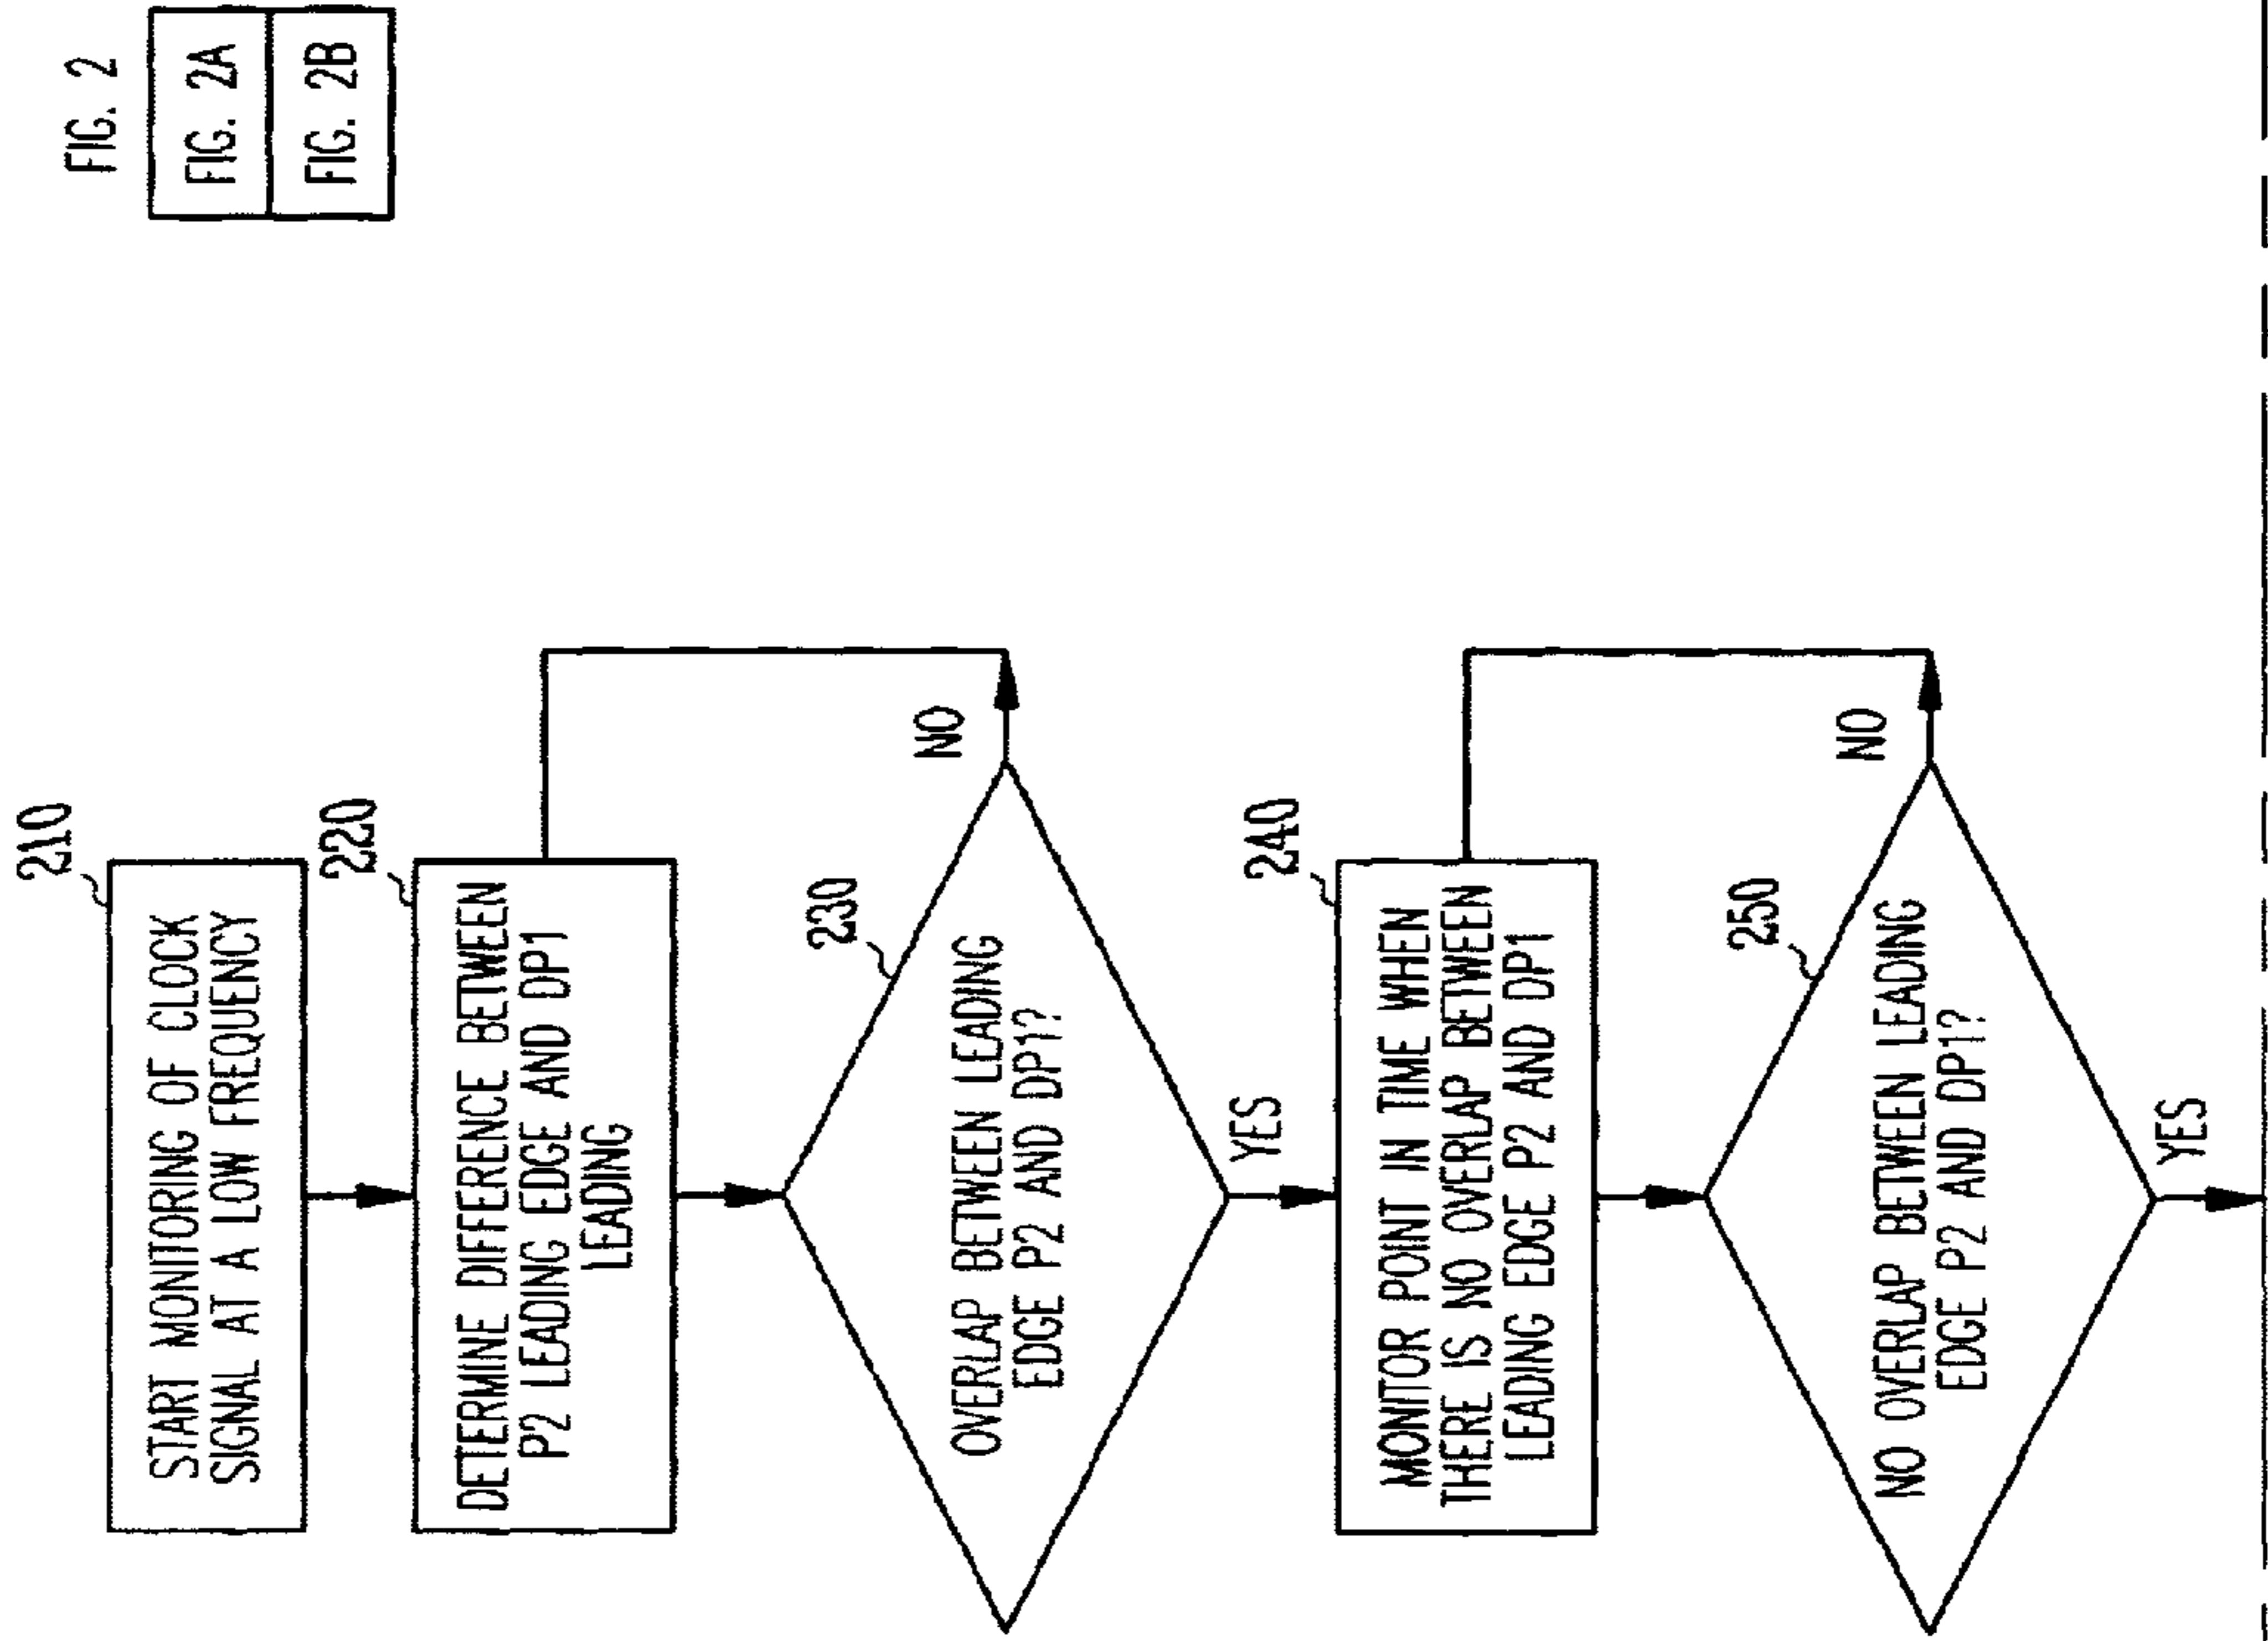 FIG. 2
FIG. 2A
FIG. 2B
210
START MONITORING OF CLOCK
SIGNAL AT A LOW FREQUENCY
220
DETERMINE DIFFERENCE BETWEEN
P2 LEADING EDGE AND DP1
LEADING
230
OVERLAP BETWEEN LEADING
EDGE P2 AND DP1?
NO
YES
240
MONITOR POINT IN TIME WHEN
THERE IS NO OVERLAP BETWEEN
LEADING EDGE P2 AND DP1
250
NO OVERLAP BETWEEN LEADING
EDGE P2 AND DP1?
NO
YES